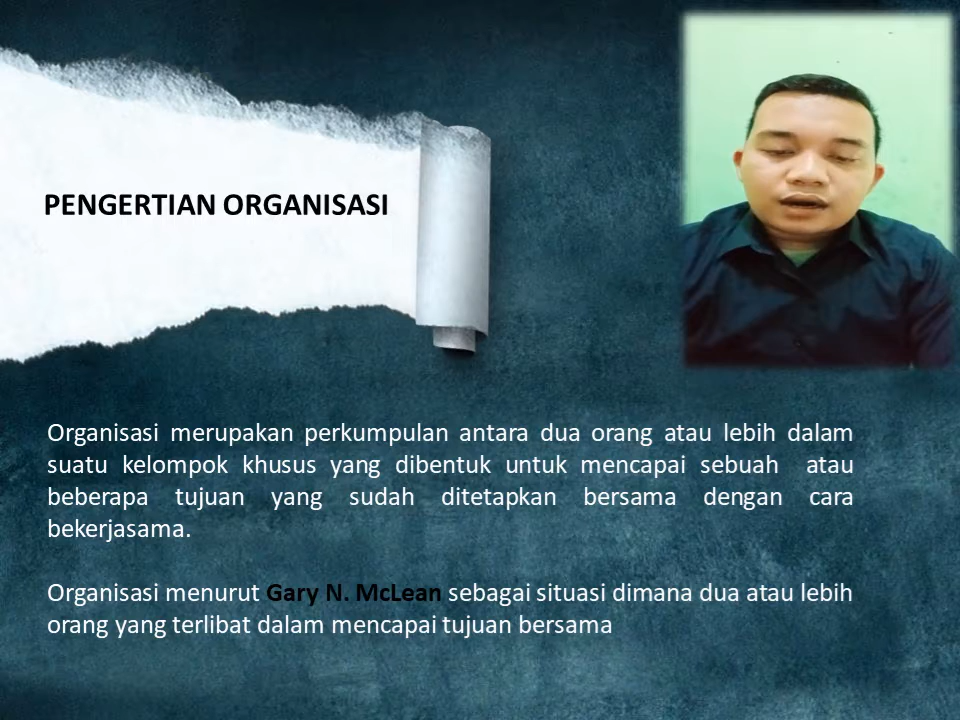 PENGERTIAN ORGANISASI
Organisasi merupakan perkumpulan antara dua orang atau lebih dalam
suatu kelompok khusus yang dibentuk untuk mencapai sebuah atau
beberapa tujuan yang sudah ditetapkan bersama dengan cara
bekerjasama.
Organisasi menurut Gary N. McLean sebagai situasi dimana dua atau lebih
orang yang terlibat dalam mencapai tujuan bersama